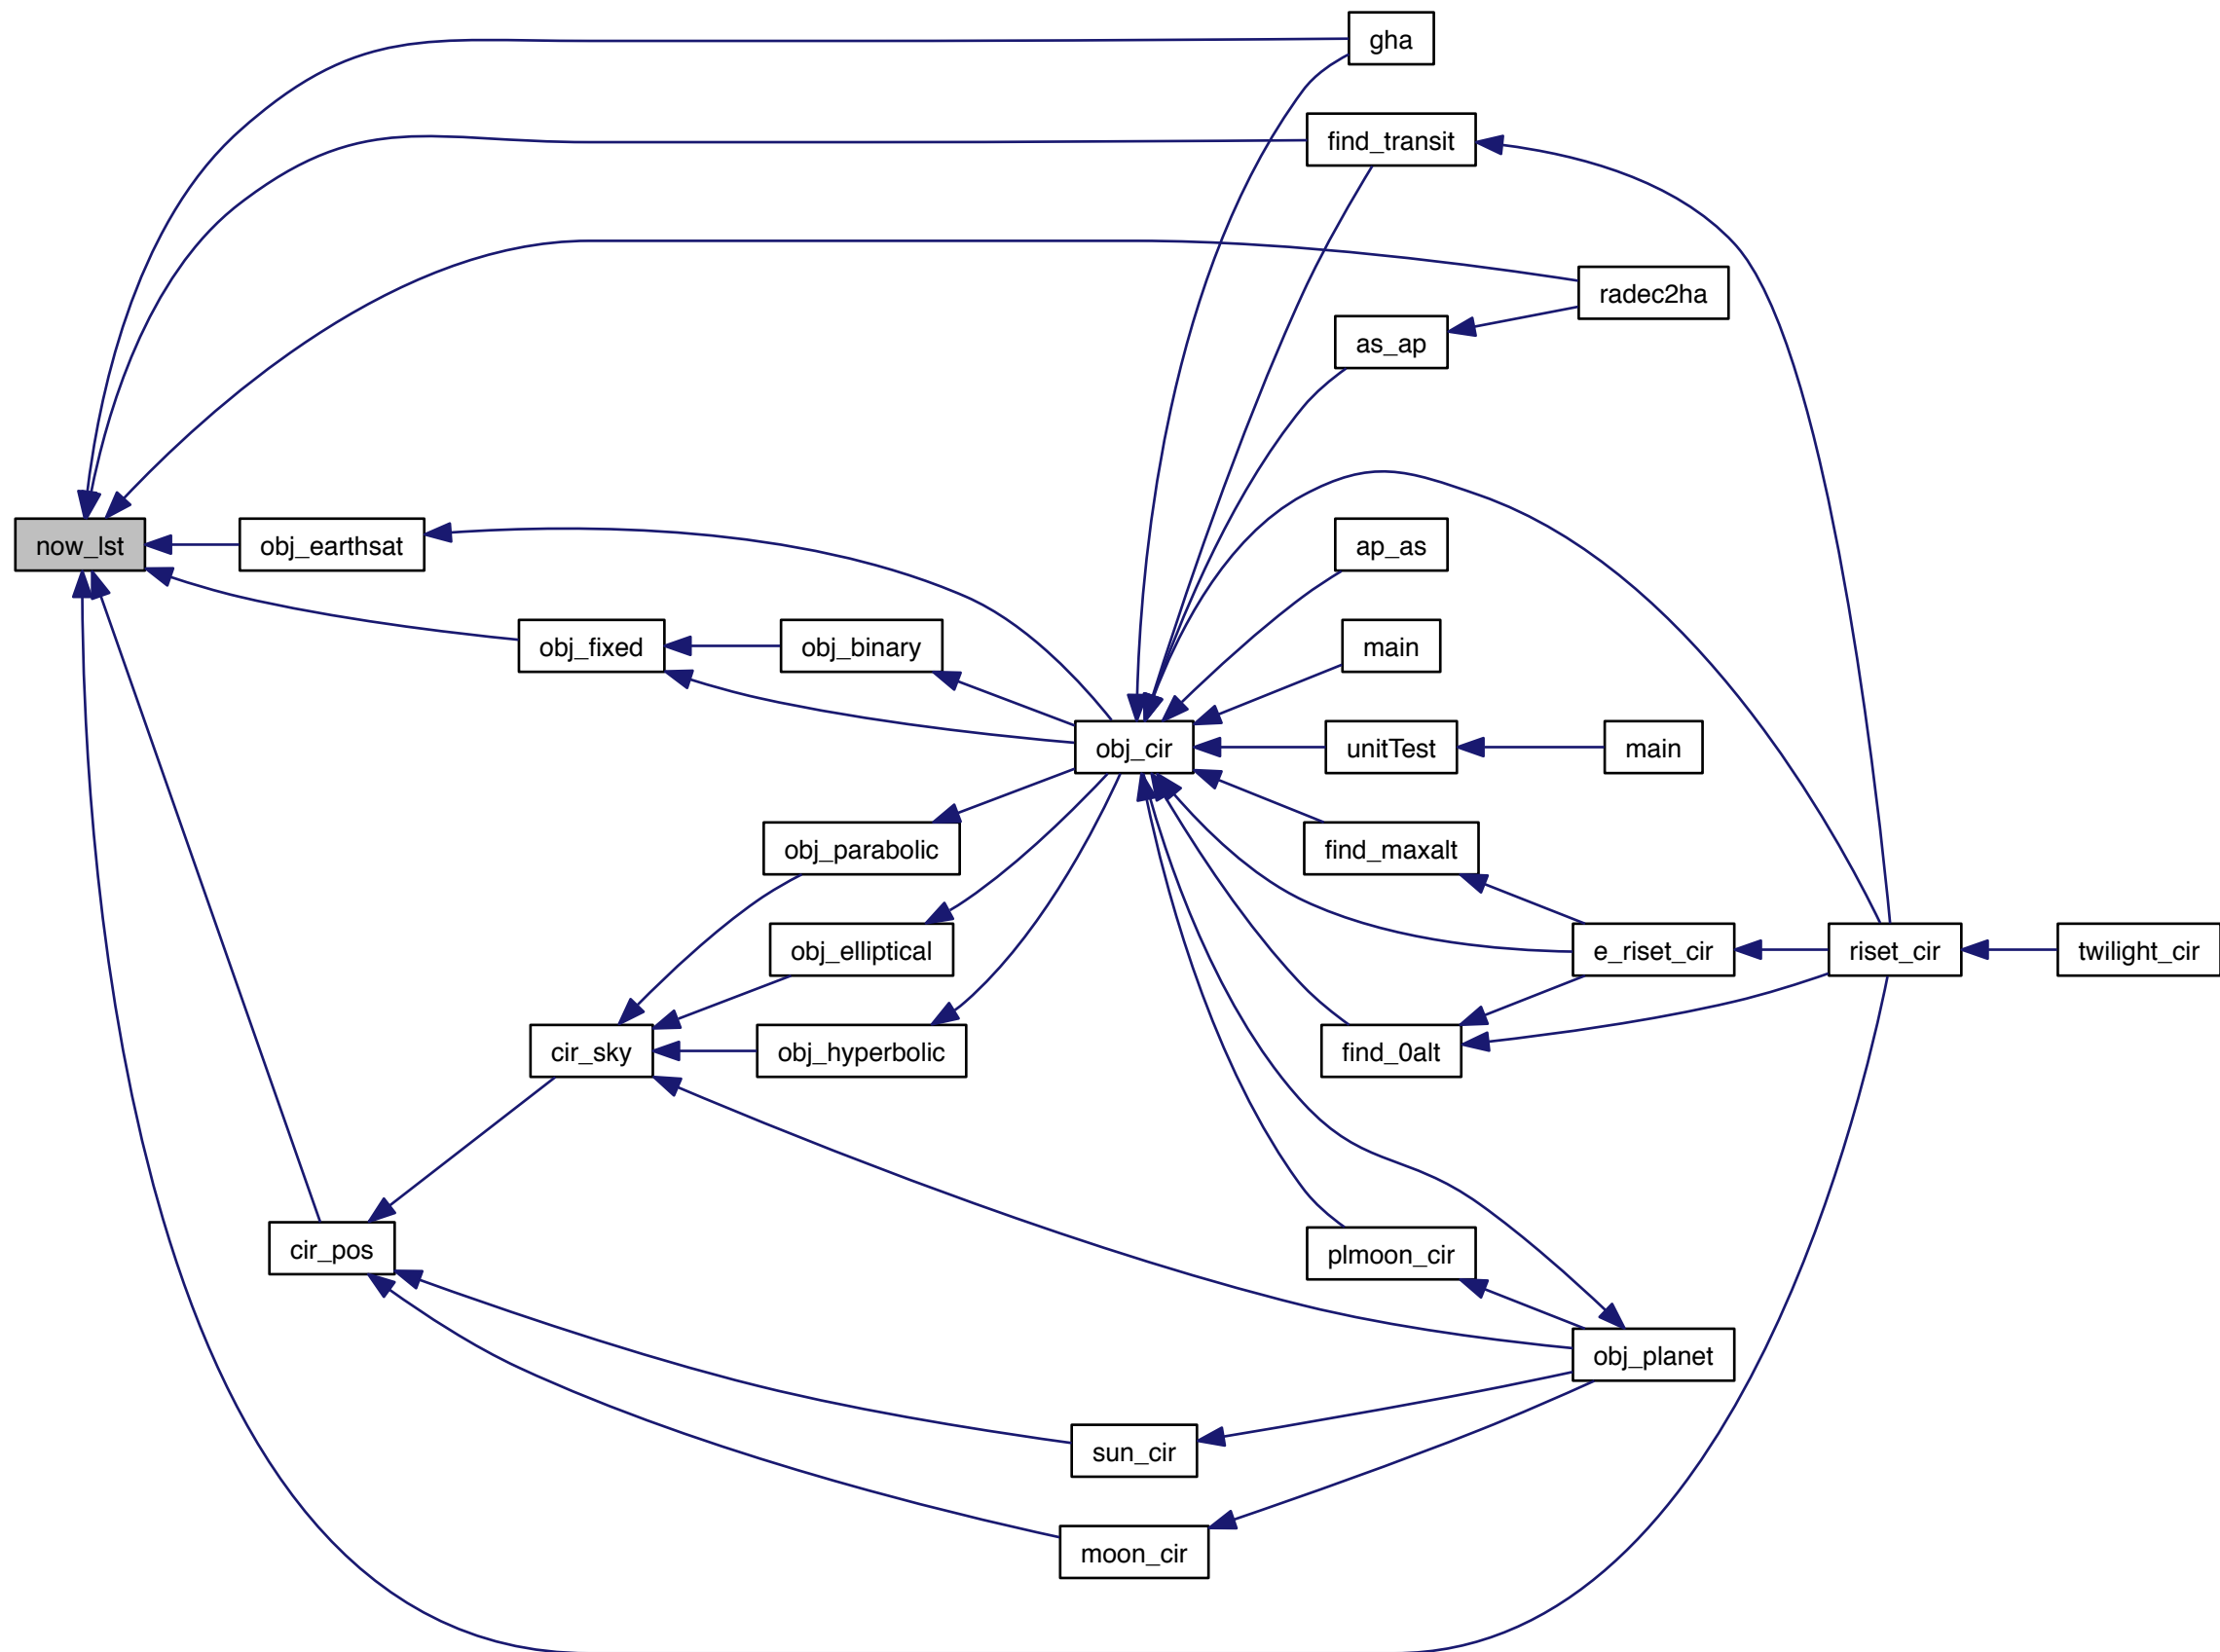 gha
find_transit
radec2ha
as_ap
now_lst
obj_earthsat
ap_as
obj_fixed
obj_binary
main
obj_cir
unitTest
main
obj_parabolic
find_maxalt
obj_elliptical
e_riset_cir
riset_cir
twilight_cir
cir_sky
obj_hyperbolic
find_0alt
cir_pos
plmoon_cir
obj_planet
sun_cir
moon_cir